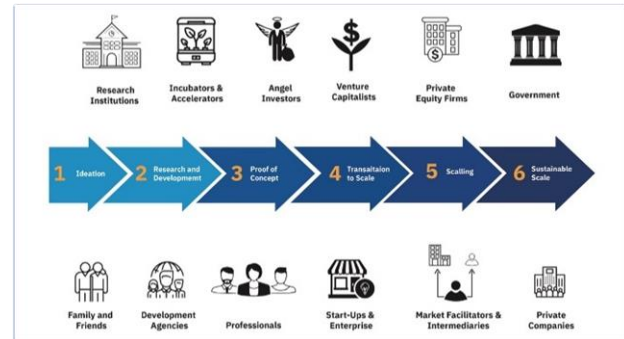 Research
Institutions
Incubators &
Accelerators
Angel
Investors
Venture
Capitalists
Private
Equity Firms
Government
1 Ideation
2 Research and
Developmemt
3 Proof of
Concept
4 Transaltaion
to Scale
5 Scalling
6 Sustainable
Scale
Family and
Friends
Development
Agencies
Professionals
Start-Ups &
Enterprise
Market Facilitators &
Intermediaries
Private
Companies